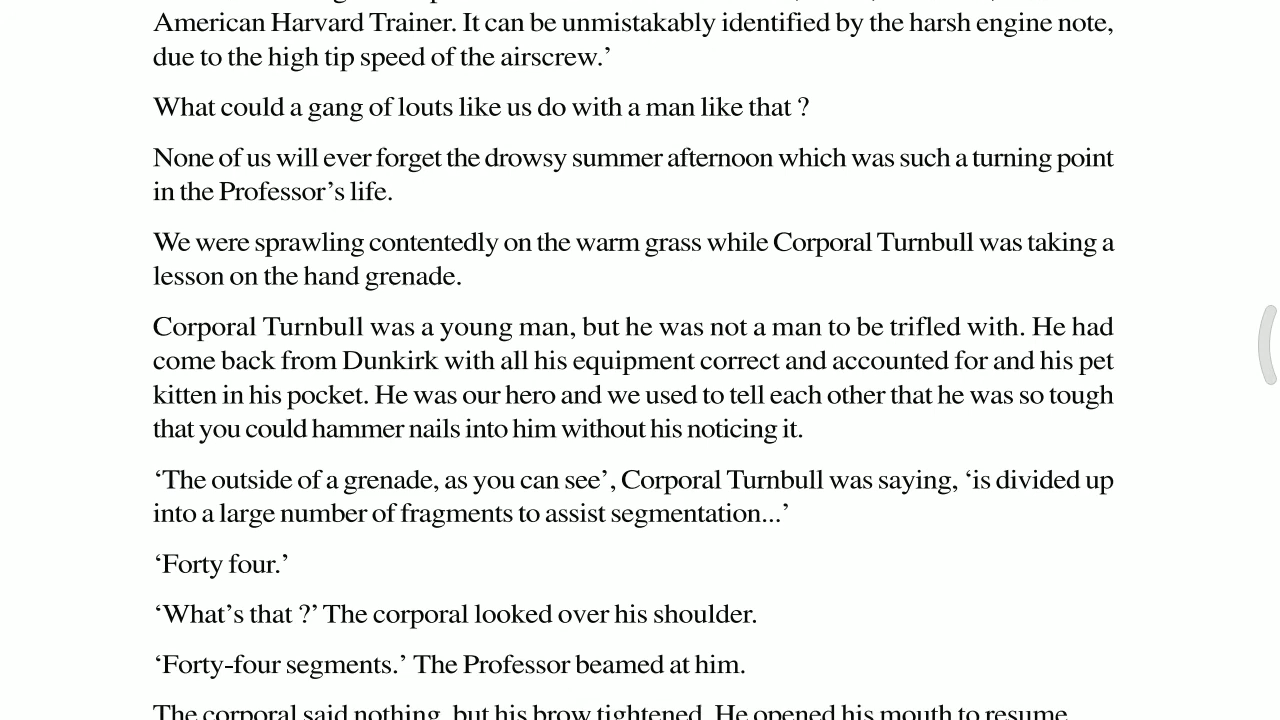 American Harvard Trainer. It can be unmistakably identified by the harsh engine note,
due to the high tip speed of the airscrew.’
What could a gang of louts like us do with a man like that ?
None of us will ever forget the drowsy summer afternoon which was such a turning point
in the Professor’s life.
We were sprawling contentedly on the warm grass while Corporal Turnbull was taking a
lesson on the hand grenade.
Corporal Turnbull was a young man, but he was not a man to be trifled with. He had
come back from Dunkirk with all his equipment correct and accounted for and his pet
kitten in his pocket. He was our hero and we used to tell each other that he was so tough
that you could hammer nails into him without his noticing it.
‘The outside of a grenade, as you can see’, Corporal Turnbull was saying, ‘is divided up
into a large number of fragments to assist segmentation...’
‘Forty four.’
‘What’s that ?’ The corporal looked over his shoulder.
‘Forty-four segments.’ The Professor beamed at him.
The corporal said nothing, but his brow tightened. He opened his mouth to resume.